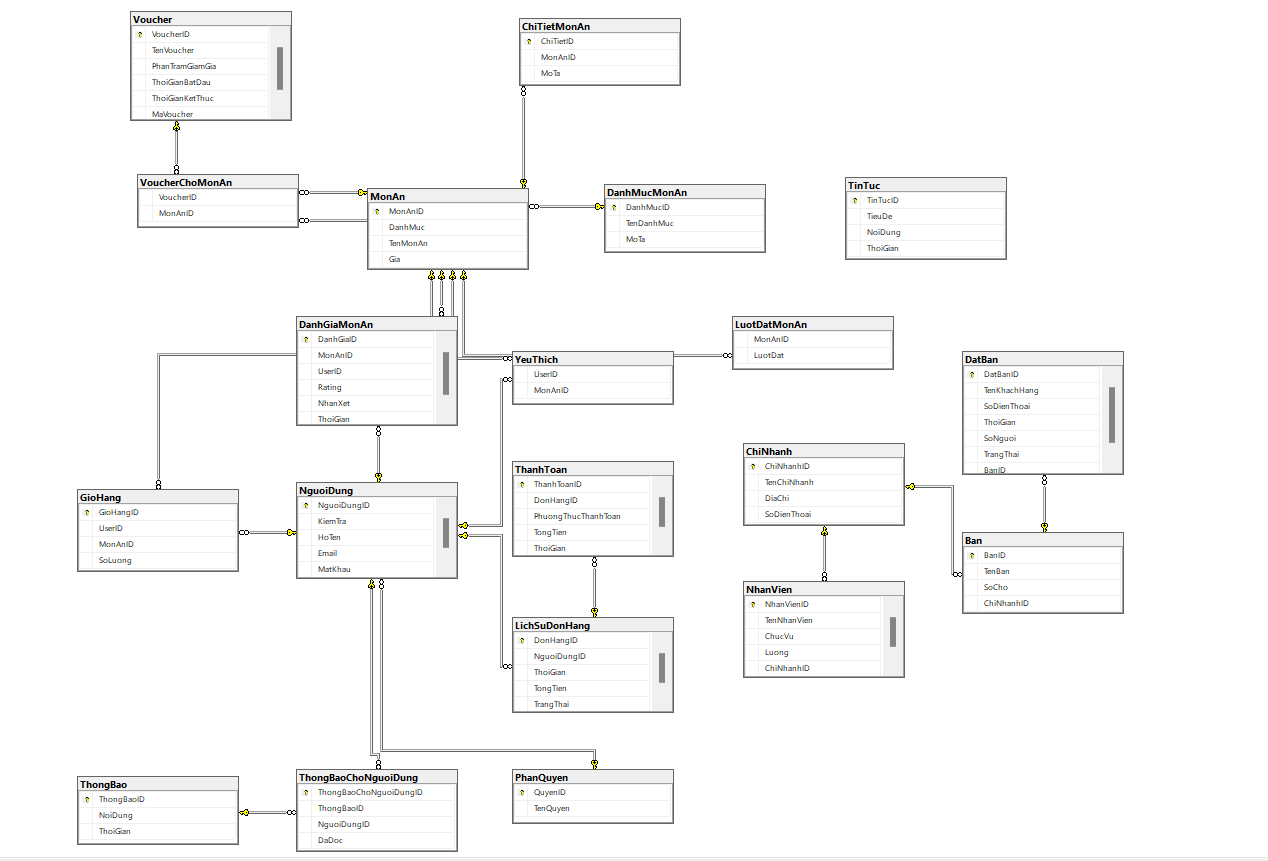 Voucher
VoucherID
TenVoucher
PhanTramGiamGia
ThoiGianBatDau
ThoiGianKetThuc
MaVoucher
ChiTietMonAn
ChiTietID
MonAnID
MoTa
VoucherChoMonAn
VoucherID
MonAnID
MonAn
MonAnID
DanhMuc
TenMonAn
Gia
DanhMucMonAn
DanhMucID
TenDanhMuc
MoTa
TinTuc
TinTucID
TieuDe
NoiDung
ThoiGian
DanhGiaMonAn
DanhGiaID
MonAnID
UserID
Rating
NhanXet
ThoiGian
YeuThich
UserID
MonAnID
LuotDatMonAn
MonAnID
LuotDat
DatBan
DatBanID
TenKhachHang
SoDienThoai
ThoiGian
SoNguoi
TrangThai
BanID
GioHang
GioHangID
UserID
MonAnID
SoLuong
NguoiDung
NguoiDungID
KiemTra
HoTen
Email
MatKhau
ThanhToan
ThanhToanID
DonHangID
PhuongThucThanhToan
TongTien
ThoiGian
ChiNhanh
ChiNhanhID
TenChiNhanh
DiaChi
SoDienThoai
Ban
BanID
TenBan
SoCho
ChiNhanhID
NhanVien
NhanVienID
TenNhanVien
ChucVu
Luong
ChiNhanhID
LichSuDonHang
DonHangID
NguoiDungID
ThoiGian
TongTien
TrangThai
ThongBao
ThongBaoID
NoiDung
ThoiGian
ThongBaoChoNguoiDung
ThongBaoChoNguoiDungID
ThongBaoID
NguoiDungID
DaDoc
PhanQuyen
QuyenID
TenQuyen